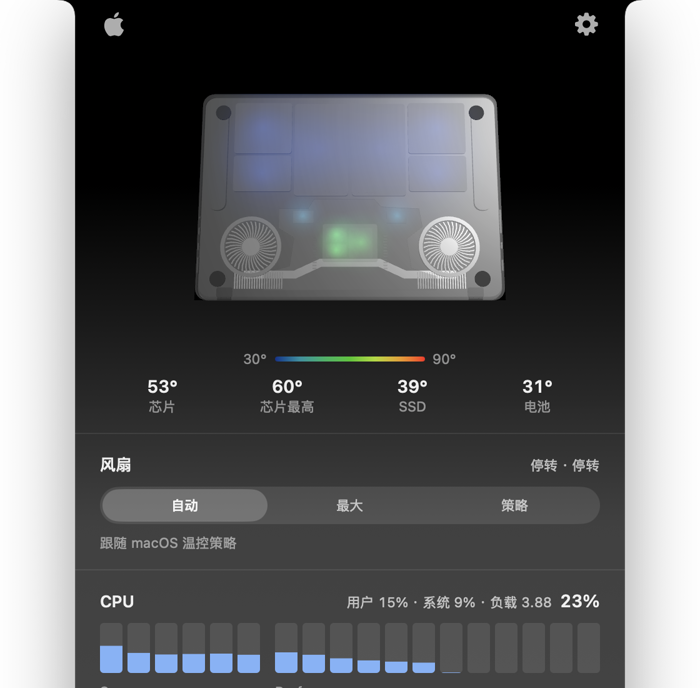 30° 90°
53° 60° 39° 31°
芯片 芯片最高 SSD 电池
风扇 停转 · 停转
自动 最大 策略
跟随 macOS 温控策略
CPU 用户 15% · 系统 9% · 负载 3.88 23%